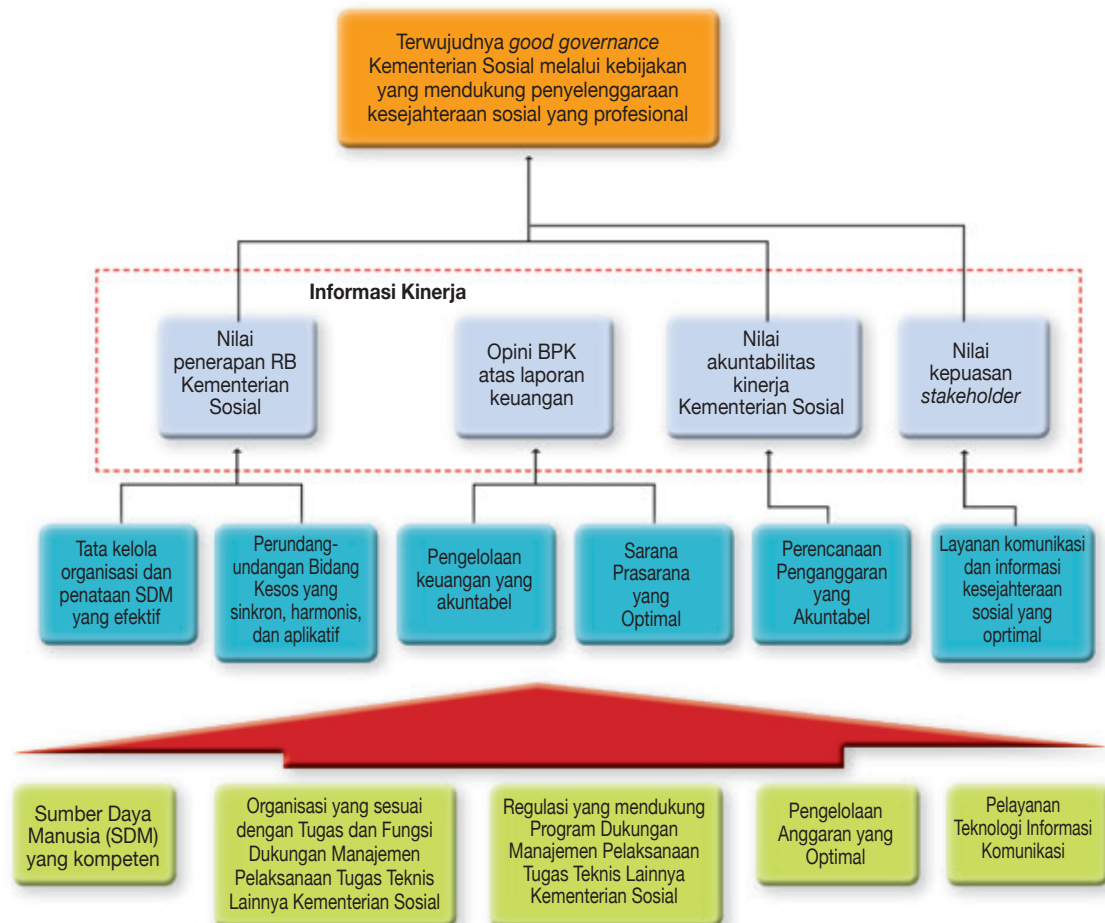 Terwujudnya good governance
Kementerian Sosial melalui kebijakan
yang mendukung penyelenggaraan
kesejahteraan sosial yang profesional
Informasi Kinerja
Nilai
penerapan RB
Kementerian
Sosial
Opini BPK
atas laporan
keuangan
Nilai
akuntabilitas
kinerja
Kementerian Sosial
Nilai
kepuasan
stakeholder
Tata kelola
organisasi dan
penataan SDM
yang efektif
Perundang-
undangan Bidang
Kesos yang
sinkron, harmonis,
dan aplikatif
Pengelolaan
keuangan yang
akuntabel
Sarana
Prasarana
yang
Optimal
Perencanaan
Penganggaran
yang
Akuntabel
Layanan komunikasi
dan informasi
kesejahteraan
sosial yang
oprtimal
Sumber Daya
Manusia (SDM)
yang kompeten
Organisasi yang sesuai
dengan Tugas dan Fungsi
Dukungan Manajemen
Pelaksanaan Tugas Teknis
Lainnya Kementerian Sosial
Regulasi yang mendukung
Program Dukungan
Manajemen Pelaksanaan
Tugas Teknis Lainnya
Kementerian Sosial
Pengelolaan
Anggaran yang
Optimal
Pelayanan
Teknologi Informasi
Komunikasi